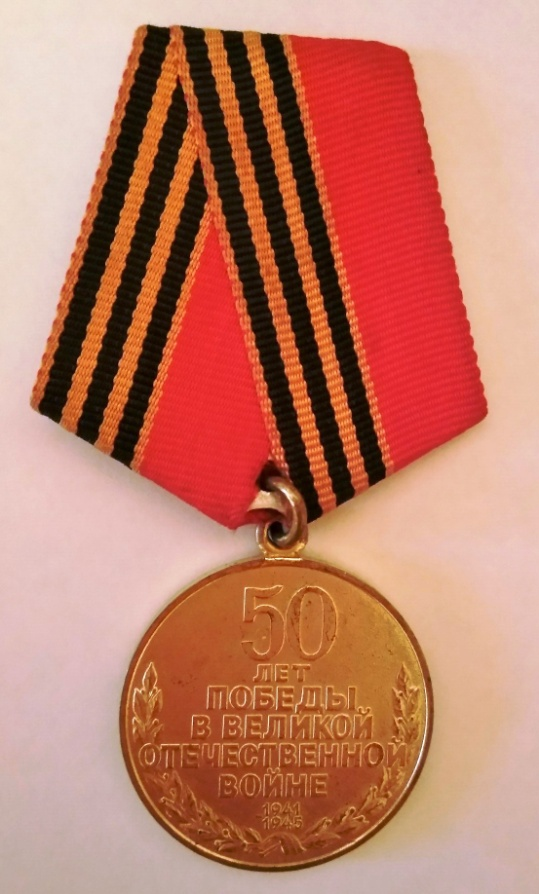 50
ЛЕТ
ПОБЕДЫ
В ВЕЛИКОЙ
ОТЕЧЕСТВЕННОЙ
ВОЙНЕ
1941
1945